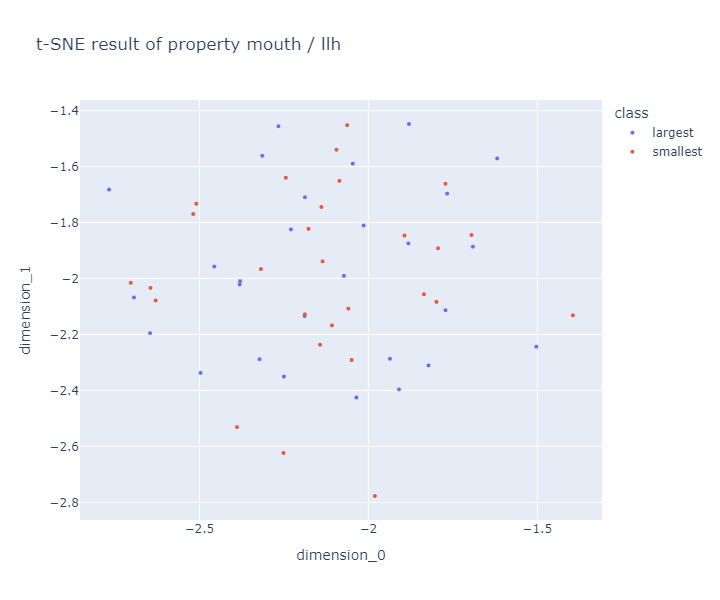 t-SNE result of property mouth / llh
class
largest
smallest
dimension_1
−1.4
−1.6
−1.8
−2
−2.2
−2.4
−2.6
−2.8
−2.5
−2
−1.5
dimension_0